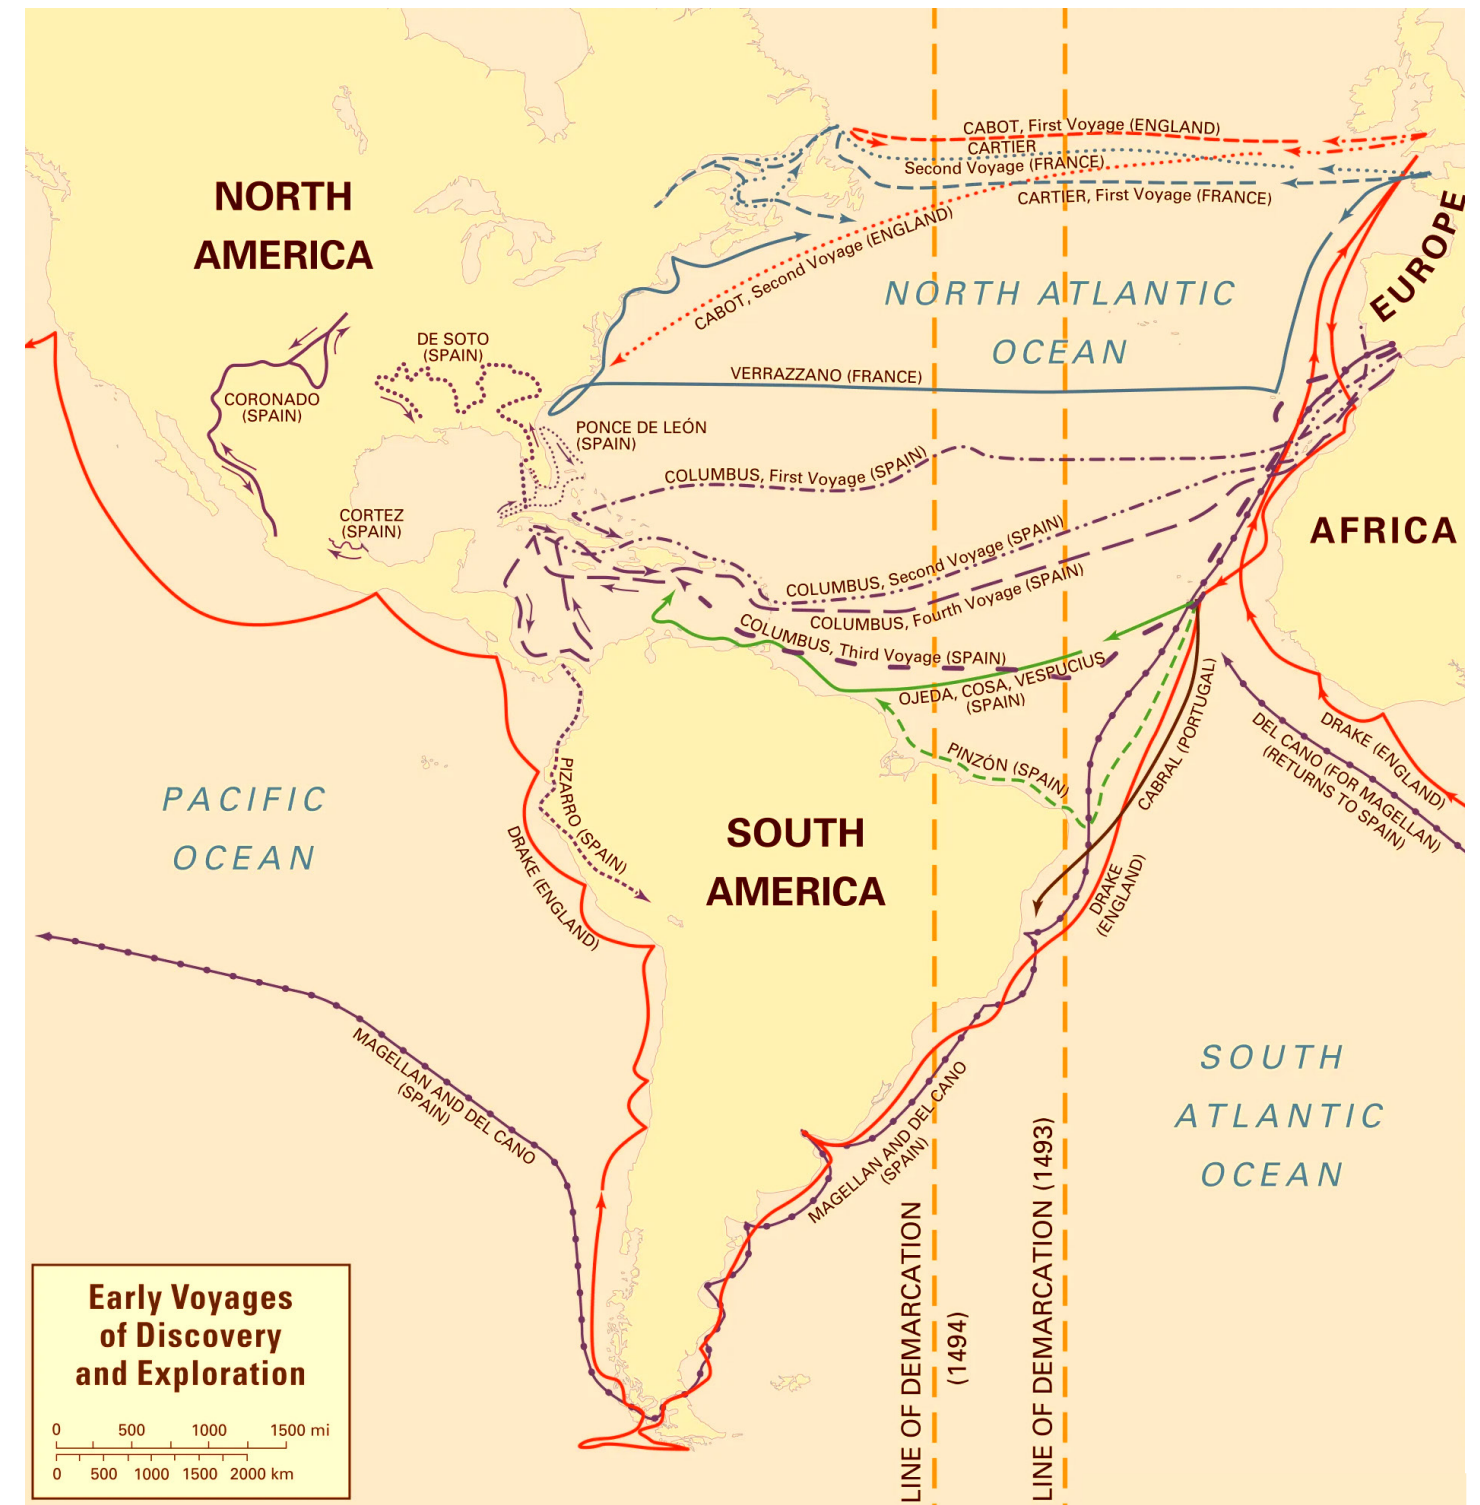 CABOT, First Voyage (ENGLAND)
CARTIER
Second Voyage (FRANCE)
CARTIER, First Voyage (FRANCE)
NORTH
AMERICA
EUROPE
CABOT, Second Voyage (ENGLAND)
NORTH ATLANTIC
OCEAN
DE SOTO
(SPAIN)
VERRAZZANO (FRANCE)
CORONADO
(SPAIN)
PONCE DE LEÓN
(SPAIN)
COLUMBUS, First Voyage (SPAIN)
CORTEZ
(SPAIN)
AFRICA
COLUMBUS, Second Voyage (SPAIN)
COLUMBUS, Fourth Voyage (SPAIN)
COLUMBUS, Third Voyage (SPAIN)
OJEDA, COSA, VESPUCIUS
(SPAIN)
PINZÓN (SPAIN)
CABRAL (PORTUGAL)
DRAKE (ENGLAND)
DEL CANO (FOR MAGELLAN)
(RETURNS TO SPAIN)
PACIFIC
OCEAN
PIZARRO (SPAIN)
DRAKE (ENGLAND)
SOUTH
AMERICA
DRAKE
(ENGLAND)
MAGELLAN AND DEL CANO
(SPAIN)
MAGELLAN AND DEL CANO
(SPAIN)
SOUTH
ATLANTIC
OCEAN
LINE OF DEMARCATION
(1494)
LINE OF DEMARCATION (1493)
Early Voyages
of Discovery
and Exploration
0 500 1000 1500 mi
0 500 1000 1500 2000 km